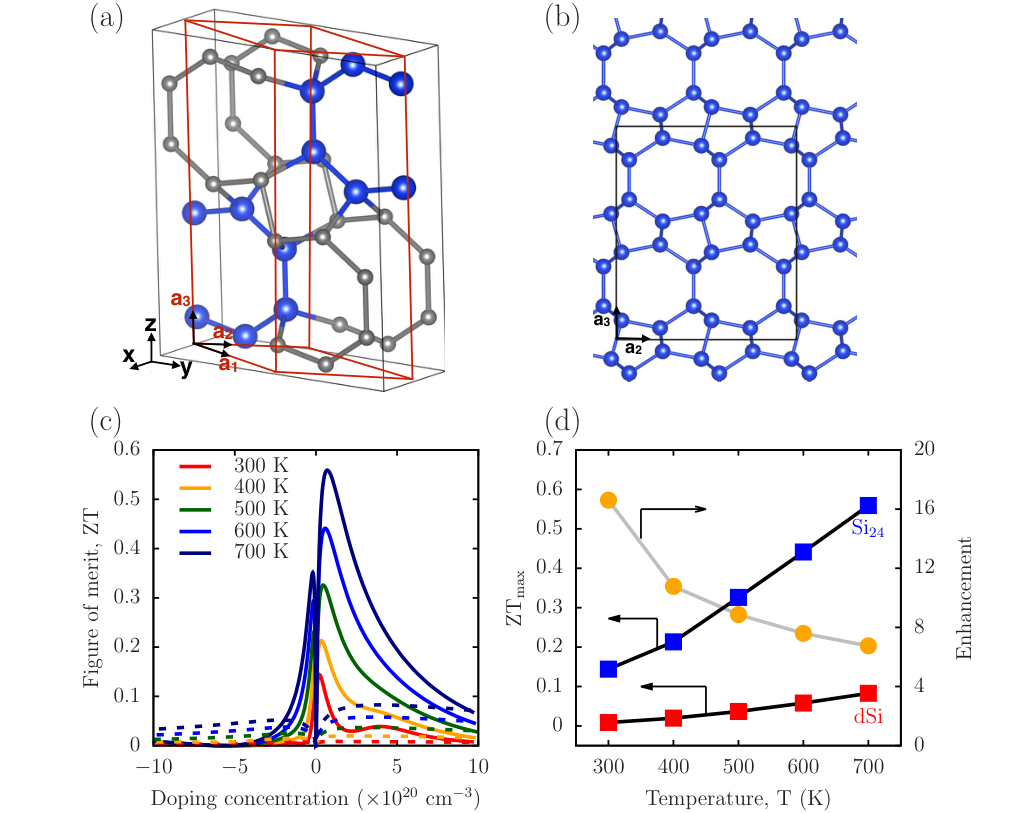 (a)
a₃
a₂
a₁
z
x
y
(b)
a₃
a₂
(c)
Figure of merit, ZT
0.6
0.5
0.4
0.3
0.2
0.1
0
300 K
400 K
500 K
600 K
700 K
−10 −5 0 5 10
Doping concentration (×10²⁰ cm⁻³)
(d)
ZTₘₐₓ
0.7
0.6
0.5
0.4
0.3
0.2
0.1
0
Si₂₄
dSi
20
16
12
8
4
0
Enhancement
300 400 500 600 700
Temperature, T (K)